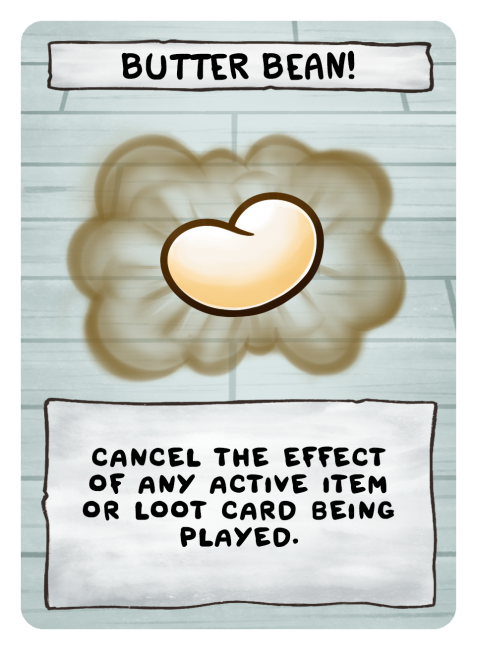 BUTTER BEAN!
CANCEL THE EFFECT
OF ANY ACTIVE ITEM
OR LOOT CARD BEING
PLAYED.